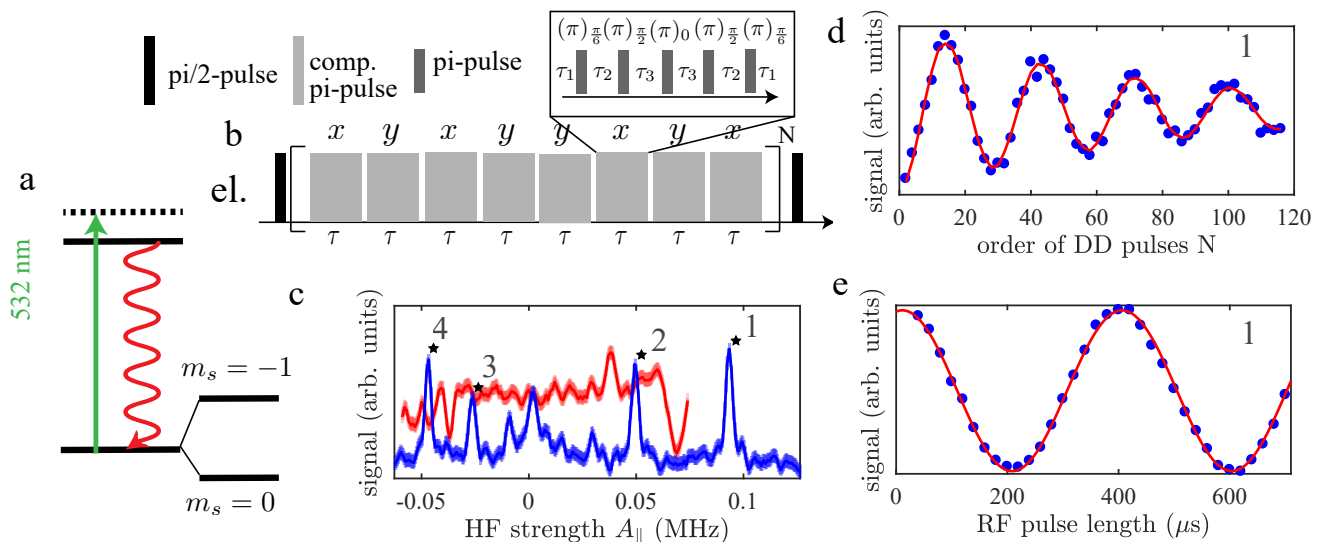 pi/2-pulse
comp.
pi-pulse
pi-pulse
(π)π/6 (π)π/2 (π)0 (π)π/2 (π)π/6
τ1 τ2 τ3 τ3 τ2 τ1
b
x y x y y x y x
N
el.
τ τ τ τ τ τ τ τ
a
532 nm
ms = −1
ms = 0
c
signal (arb. units)
4
3
2
1
-0.05 0 0.05 0.1
HF strength A∥ (MHz)
d
1
signal (arb. units)
0 20 40 60 80 100 120
order of DD pulses N
e
1
signal (arb. units)
0 200 400 600
RF pulse length (μs)